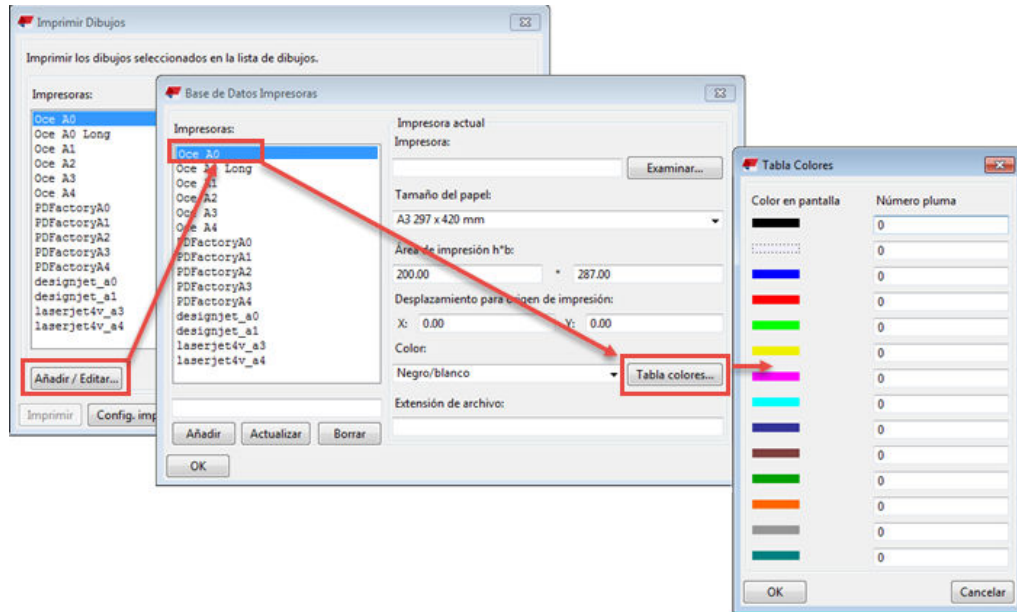 Imprimir Dibujos
Imprimir los dibujos seleccionados en la lista de dibujos.
Impresoras:
Oce A0
Oce A0 Long
Oce A1
Oce A2
Oce A3
Oce A4
PDFactoryA0
PDFactoryA1
PDFactoryA2
PDFactoryA3
PDFactoryA4
designjet_a0
designjet_a1
laserjet4v_a3
laserjet4v_a4
Añadir / Editar...
Imprimir
Config. imp
Base de Datos Impresoras
Impresoras:
Oce A0
Oce Long
Oce A1
Oce A2
Oce A3
Oce A4
PDFactoryA0
PDFactoryA1
PDFactoryA2
PDFactoryA3
PDFactoryA4
designjet_a0
designjet_a1
laserjet4v_a3
laserjet4v_a4
Añadir
Actualizar
Borrar
OK
Impresora actual
Impresora:
Examinar...
Tamaño del papel:
A3 297 x 420 mm
Área de impresión h*b:
200.00 * 287.00
Desplazamiento para origen de impresión:
X: 0.00 Y: 0.00
Color:
Negro/blanco
Tabla colores...
Extensión de archivo:
Tabla Colores
Color en pantalla Número pluma
0
0
0
0
0
0
0
0
0
0
0
0
0
0
OK Cancelar